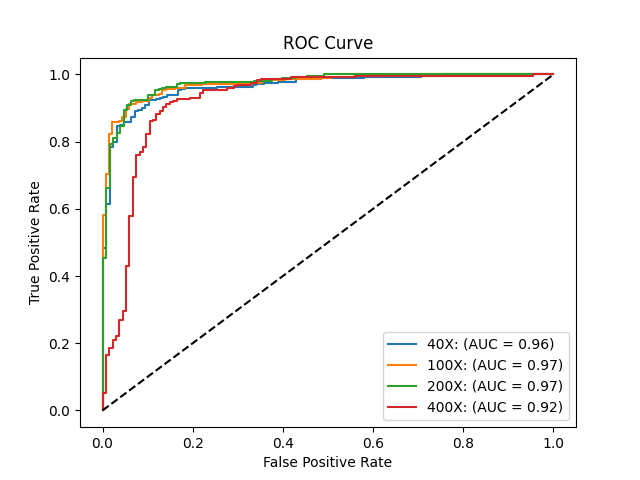 ROC Curve
True Positive Rate
1.0
0.8
0.6
0.4
0.2
0.0
40X: (AUC = 0.96)
100X: (AUC = 0.97)
200X: (AUC = 0.97)
400X: (AUC = 0.92)
0.0 0.2 0.4 0.6 0.8 1.0
False Positive Rate